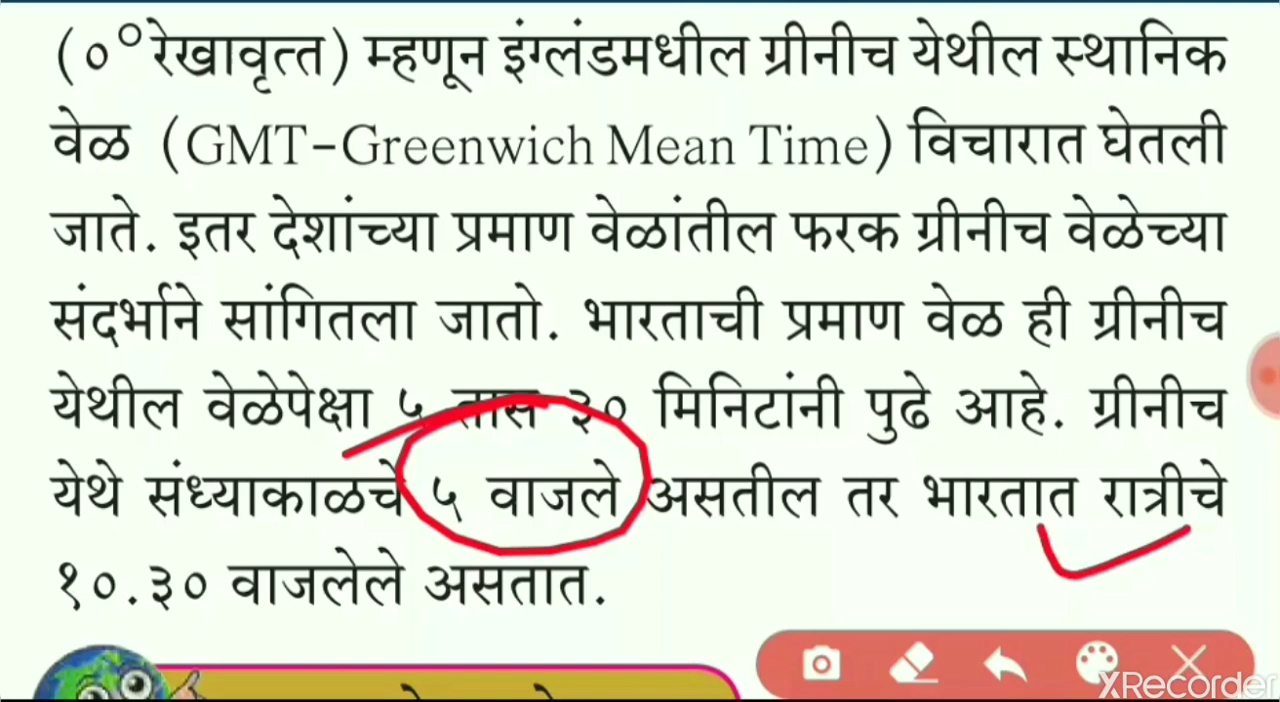 (०°रेखावृत्त) म्हणून इंग्लंडमधील ग्रीनीच येथील स्थानिक
वेळ (GMT-Greenwich Mean Time) विचारात घेतली
जाते. इतर देशांच्या प्रमाण वेळांतील फरक ग्रीनीच वेळेच्या
संदर्भाने सांगितला जातो. भारताची प्रमाण वेळ ही ग्रीनीच
येथील वेळेपेक्षा ५ तास ३० मिनिटांनी पुढे आहे. ग्रीनीच
येथे संध्याकाळचे ५ वाजले असतील तर भारतात रात्रीचे
१०.३० वाजलेले असतात.
XRecorder